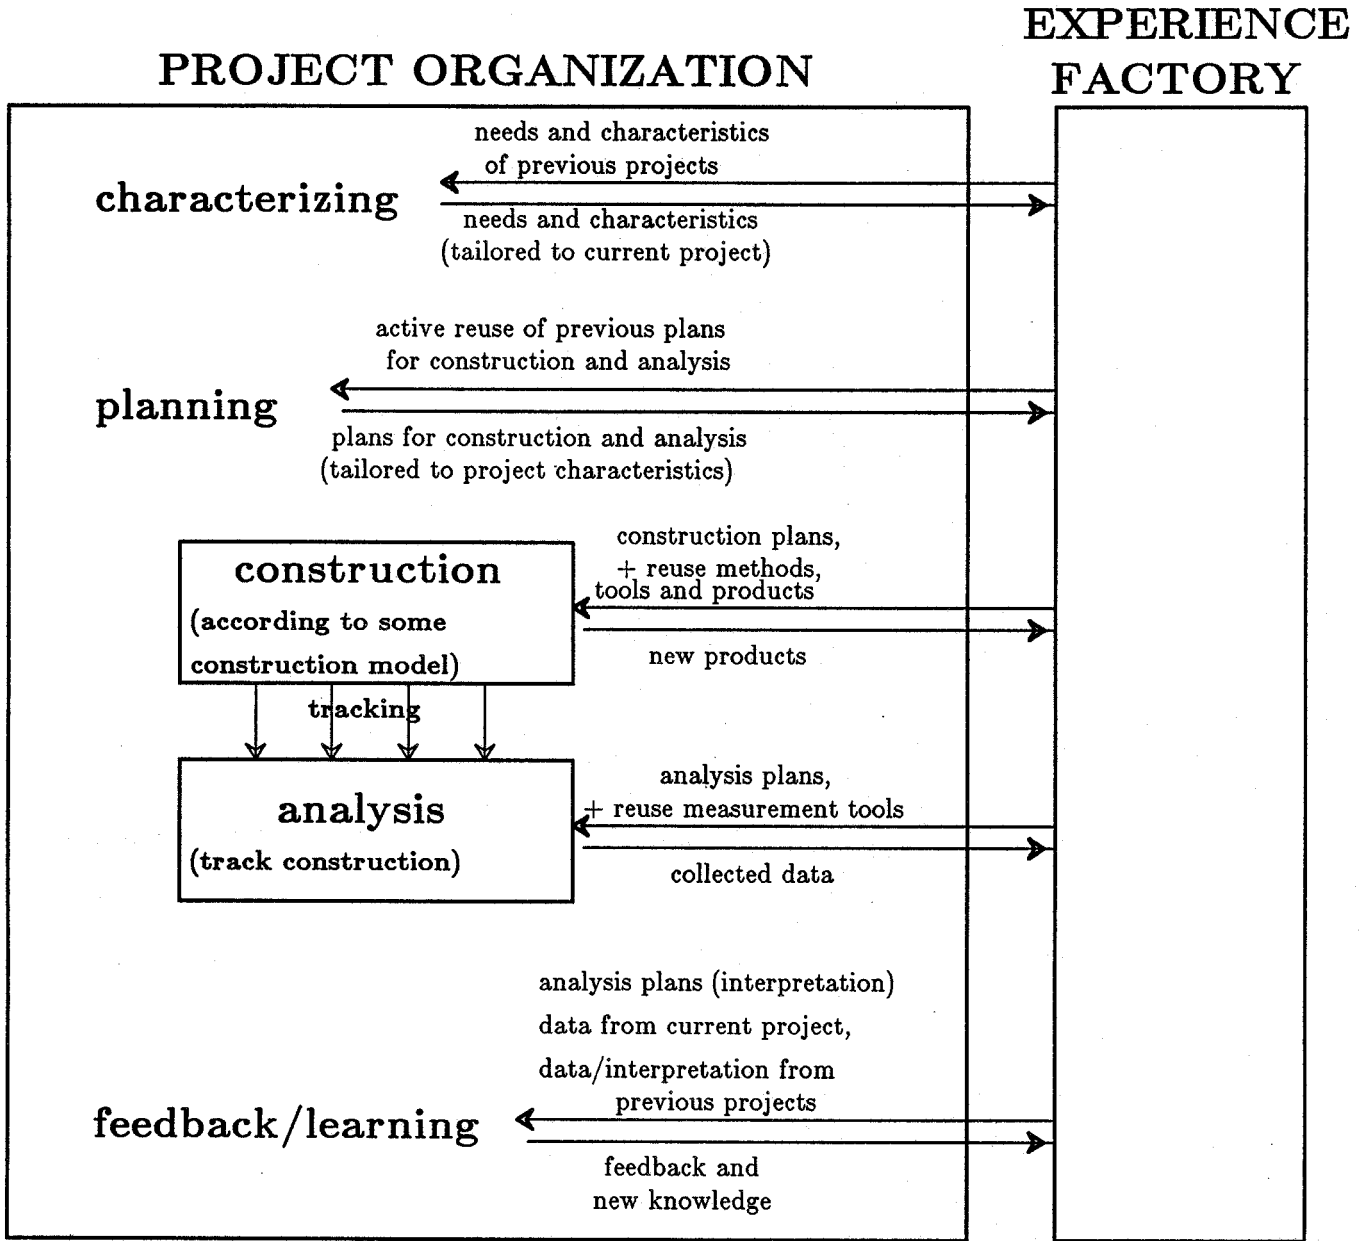 EXPERIENCE
FACTORY
PROJECT ORGANIZATION
needs and characteristics
of previous projects
characterizing
needs and characteristics
(tailored to current project)
active reuse of previous plans
for construction and analysis
planning
plans for construction and analysis
(tailored to project characteristics)
construction plans,
+ reuse methods,
tools and products
construction
(according to some
construction model)
new products
tracking
analysis plans,
+ reuse measurement tools
analysis
(track construction)
collected data
analysis plans (interpretation)
data from current project,
data/interpretation from
previous projects
feedback/learning
feedback and
new knowledge